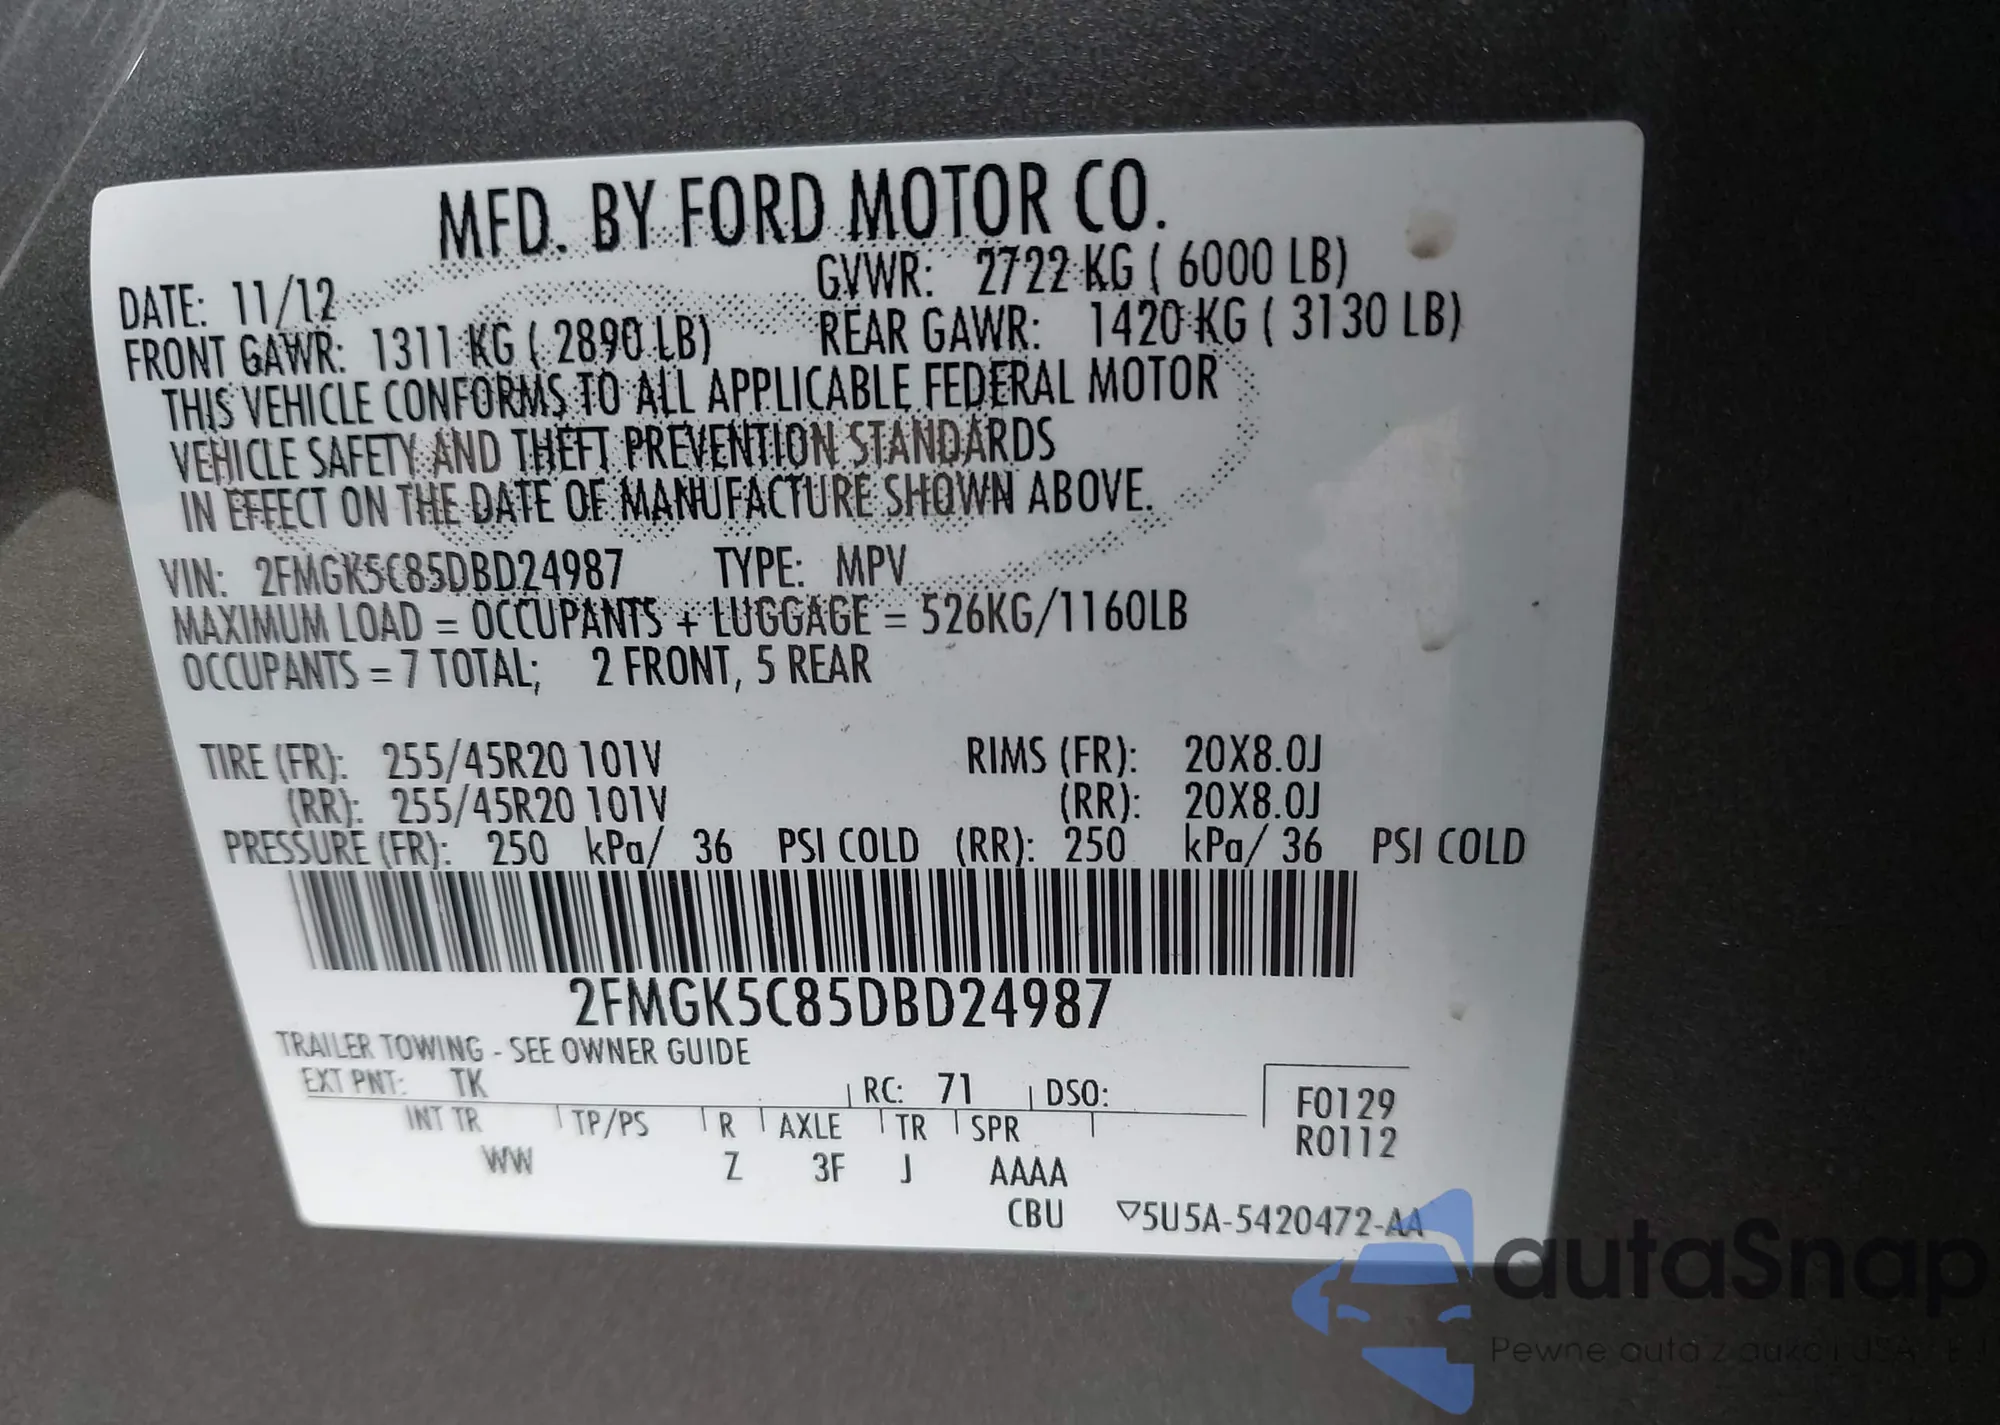 MFD. BY FORD MOTOR CO.
DATE: 11/12 GVWR: 2722 KG ( 6000 LB)
FRONT GAWR: 1311 KG ( 2890 LB) REAR GAWR: 1420 KG ( 3130 LB)
THIS VEHICLE CONFORMS TO ALL APPLICABLE FEDERAL MOTOR
VEHICLE SAFETY AND THEFT PREVENTION STANDARDS
IN EFFECT ON THE DATE OF MANUFACTURE SHOWN ABOVE.
VIN: 2FMGK5C85DBD24987 TYPE: MPV
MAXIMUM LOAD = OCCUPANTS + LUGGAGE = 526KG/1160LB
OCCUPANTS = 7 TOTAL; 2 FRONT, 5 REAR
TIRE (FR): 255/45R20 101V RIMS (FR): 20X8.0J
(RR): 255/45R20 101V (RR): 20X8.0J
PRESSURE (FR): 250 kPa/ 36 PSI COLD (RR): 250 kPa/ 36 PSI COLD
2FMGK5C85DBD24987
TRAILER TOWING - SEE OWNER GUIDE
EXT PNT: TK RC: 71 DSO:
INT TR TP/PS R AXLE TR SPR
WW Z 3F J AAAA
F0129
R0112
CBU ▽5U5A-5420472-AA
autaSnap
Pewne auta z aukcji USA